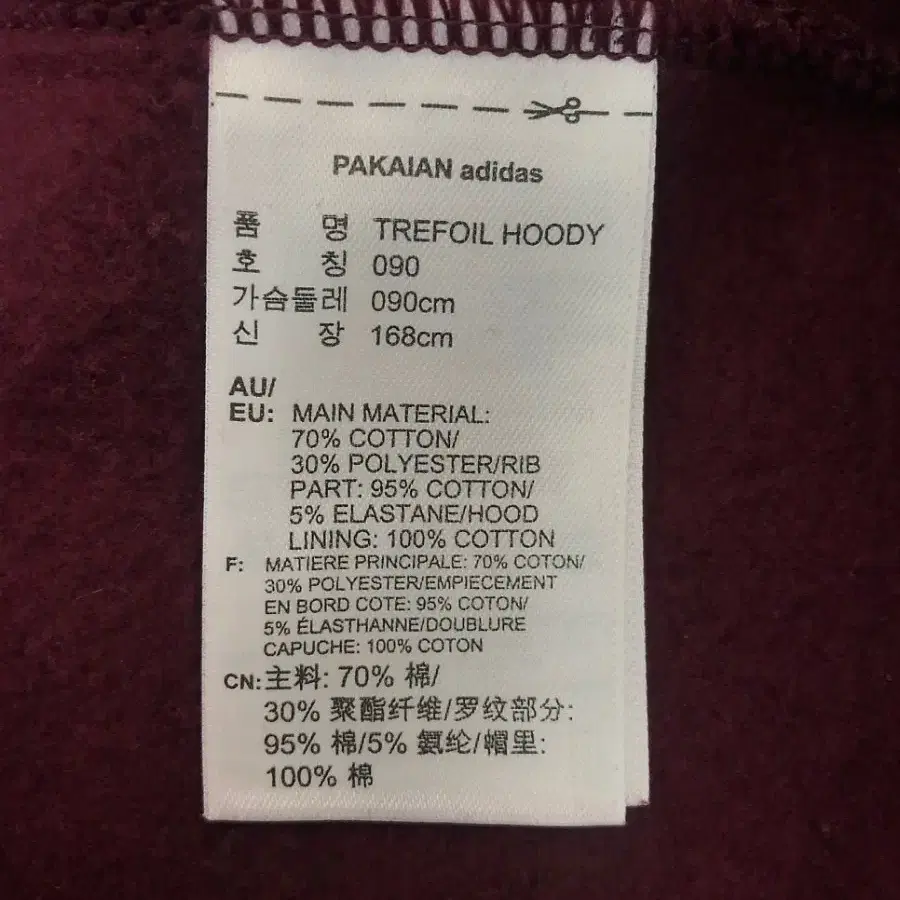 PAKAIAN adidas
품 명 TREFOIL HOODY
호 칭 090
가슴둘레 090cm
신 장 168cm
AU/
EU: MAIN MATERIAL:
70% COTTON/
30% POLYESTER/RIB
PART: 95% COTTON/
5% ELASTANE/HOOD
LINING: 100% COTTON
F: MATIERE PRINCIPALE: 70% COTON/
30% POLYESTER/EMPIECEMENT
EN BORD COTE: 95% COTON/
5% ÉLASTHANNE/DOUBLURE
CAPUCHE: 100% COTON
CN: 主料: 70% 棉/
30% 聚酯纤维/罗纹部分:
95% 棉/5% 氨纶/帽里:
100% 棉